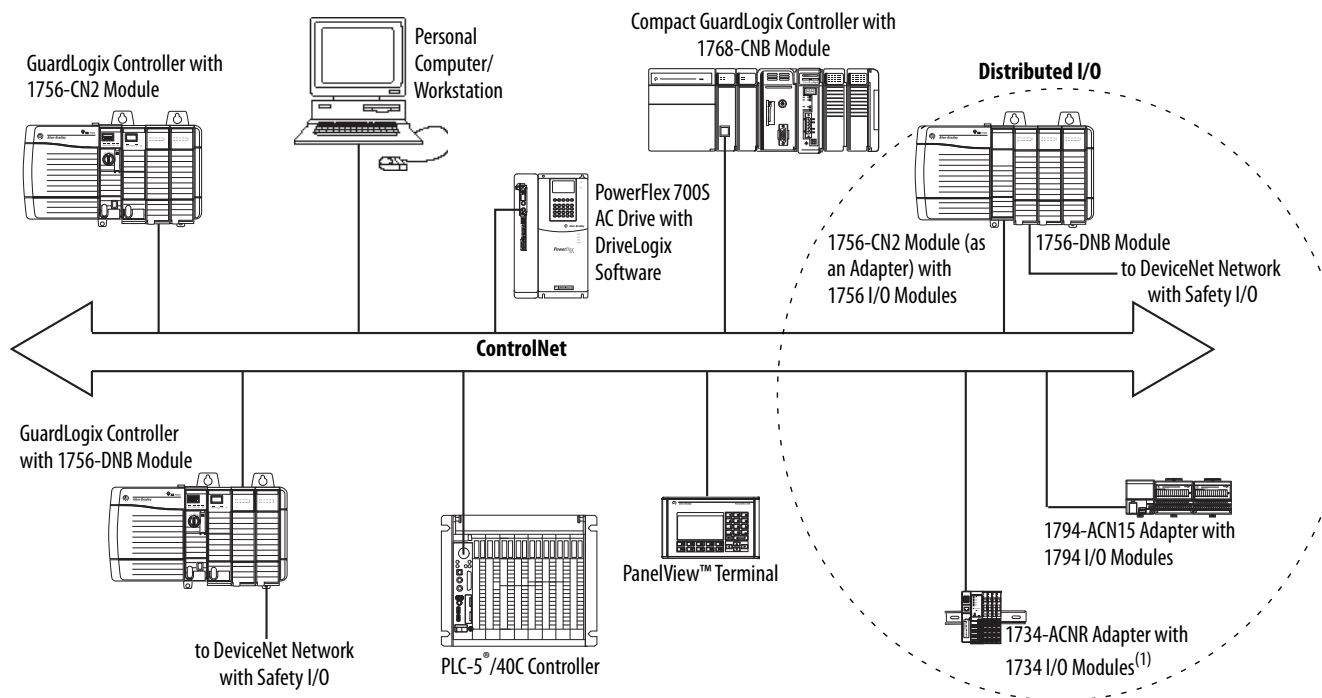 GuardLogix Controller with
1756-CN2 Module
Personal
Computer/
Workstation
Compact GuardLogix Controller with
1768-CNB Module
Distributed I/O
PowerFlex 700S
AC Drive with
DriveLogix
Software
1756-CN2 Module (as
an Adapter) with
1756 I/O Modules
1756-DNB Module
to DeviceNet Network
with Safety I/O
ControlNet
GuardLogix Controller
with 1756-DNB Module
to DeviceNet Network
with Safety I/O
PLC-5®/40C Controller
PanelView™ Terminal
1794-ACN15 Adapter with
1794 I/O Modules
1734-ACNR Adapter with
1734 I/O Modules(1)